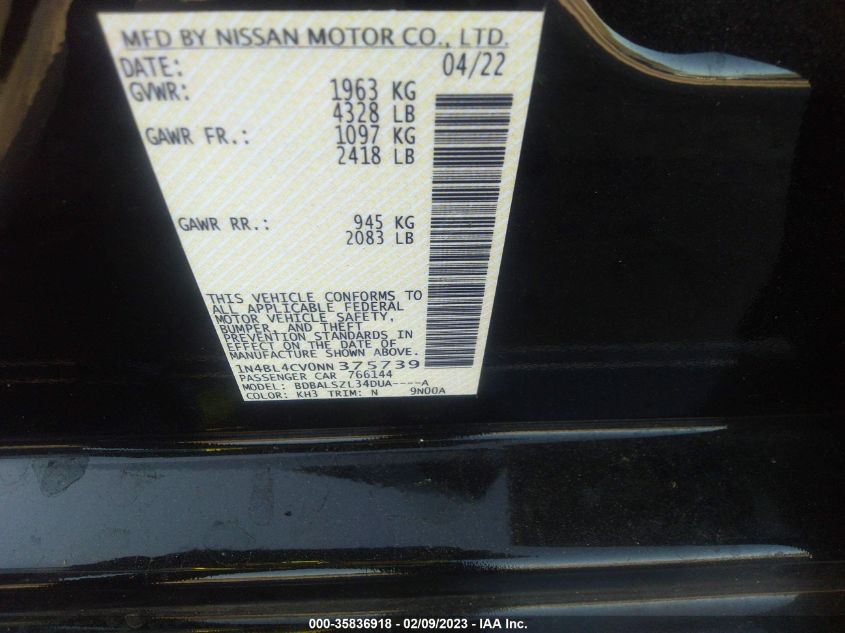 MFD BY NISSAN MOTOR CO., LTD.
DATE: 04/22
GVWR: 1963 KG
4328 LB
GAWR FR.: 1097 KG
2418 LB
GAWR RR.: 945 KG
2083 LB
THIS VEHICLE CONFORMS TO
ALL APPLICABLE FEDERAL
MOTOR VEHICLE SAFETY,
BUMPER, AND THEFT
PREVENTION STANDARDS IN
EFFECT ON THE DATE OF
MANUFACTURE SHOWN ABOVE.
1N4BL4CV0NN 375739
PASSENGER CAR 766144
MODEL: BDBALSZL34DUA----A
COLOR: KH3 TRIM: N 9N00A
000-35836918 - 02/09/2023 - IAA Inc.